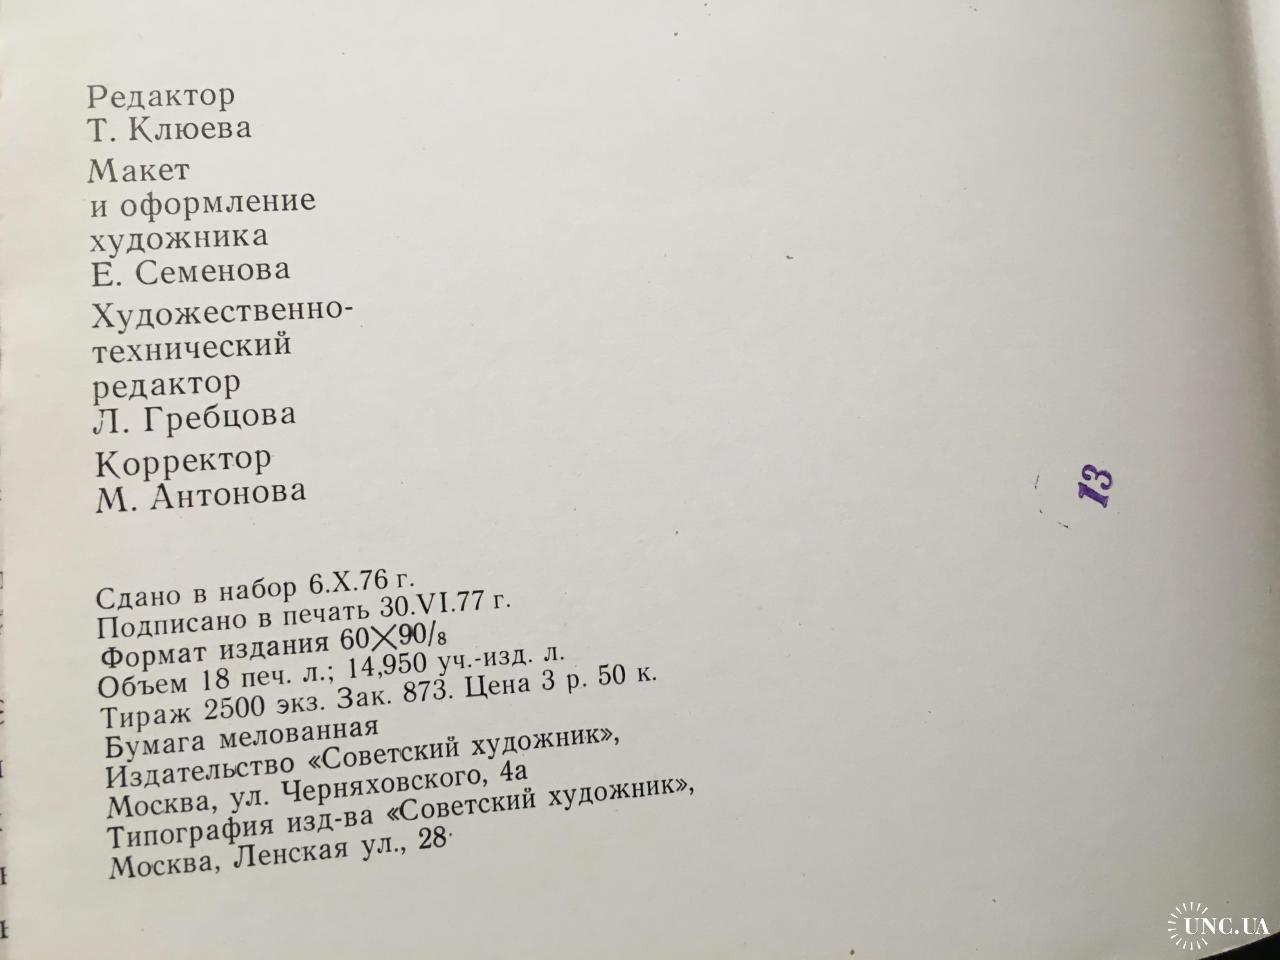 Редактор
Т. Клюева
Макет
и оформление
художника
Е. Семенова
Художественно-
технический
редактор
Л. Гребцова
Корректор
М. Антонова
Сдано в набор 6.X.76 г.
Подписано в печать 30.VI.77 г.
Формат издания 60×90/8
Объем 18 печ. л.; 14,950 уч.-изд. л.
Тираж 2500 экз. Зак. 873. Цена 3 р. 50 к.
Бумага мелованная
Издательство «Советский художник»,
Москва, ул. Черняховского, 4а
Типография изд-ва «Советский художник»,
Москва, Ленская ул., 28
13
UNC.UA